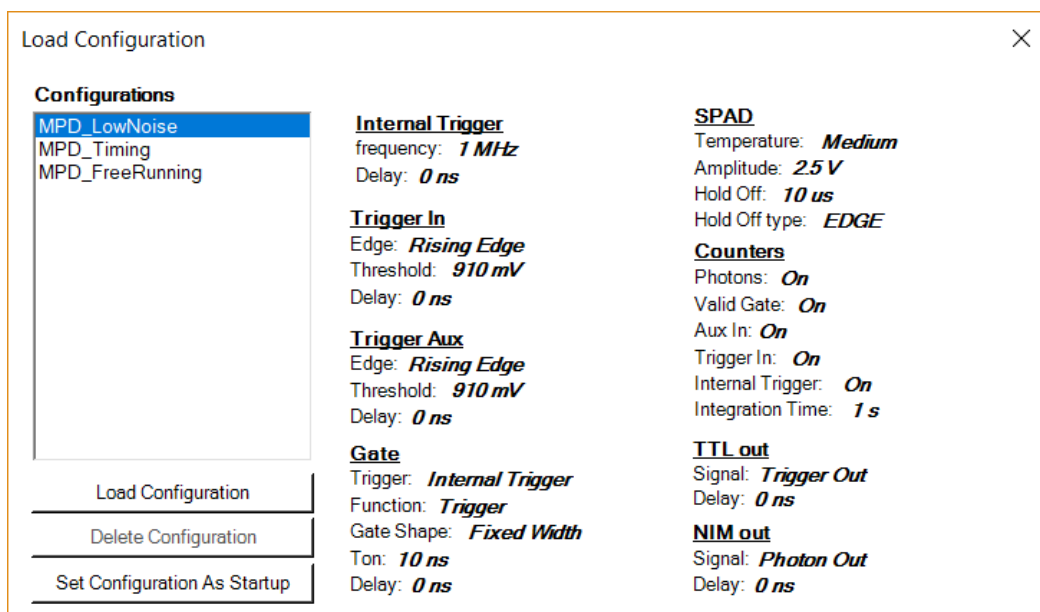 Load Configuration
Configurations
MPD_LowNoise
MPD_Timing
MPD_FreeRunning
Load Configuration
Delete Configuration
Set Configuration As Startup
Internal Trigger
frequency: 1 MHz
Delay: 0 ns
Trigger In
Edge: Rising Edge
Threshold: 910 mV
Delay: 0 ns
Trigger Aux
Edge: Rising Edge
Threshold: 910 mV
Delay: 0 ns
Gate
Trigger: Internal Trigger
Function: Trigger
Gate Shape: Fixed Width
Ton: 10 ns
Delay: 0 ns
SPAD
Temperature: Medium
Amplitude: 2.5 V
Hold Off: 10 us
Hold Off type: EDGE
Counters
Photons: On
Valid Gate: On
Aux In: On
Trigger In: On
Internal Trigger: On
Integration Time: 1 s
TTL out
Signal: Trigger Out
Delay: 0 ns
NIM out
Signal: Photon Out
Delay: 0 ns